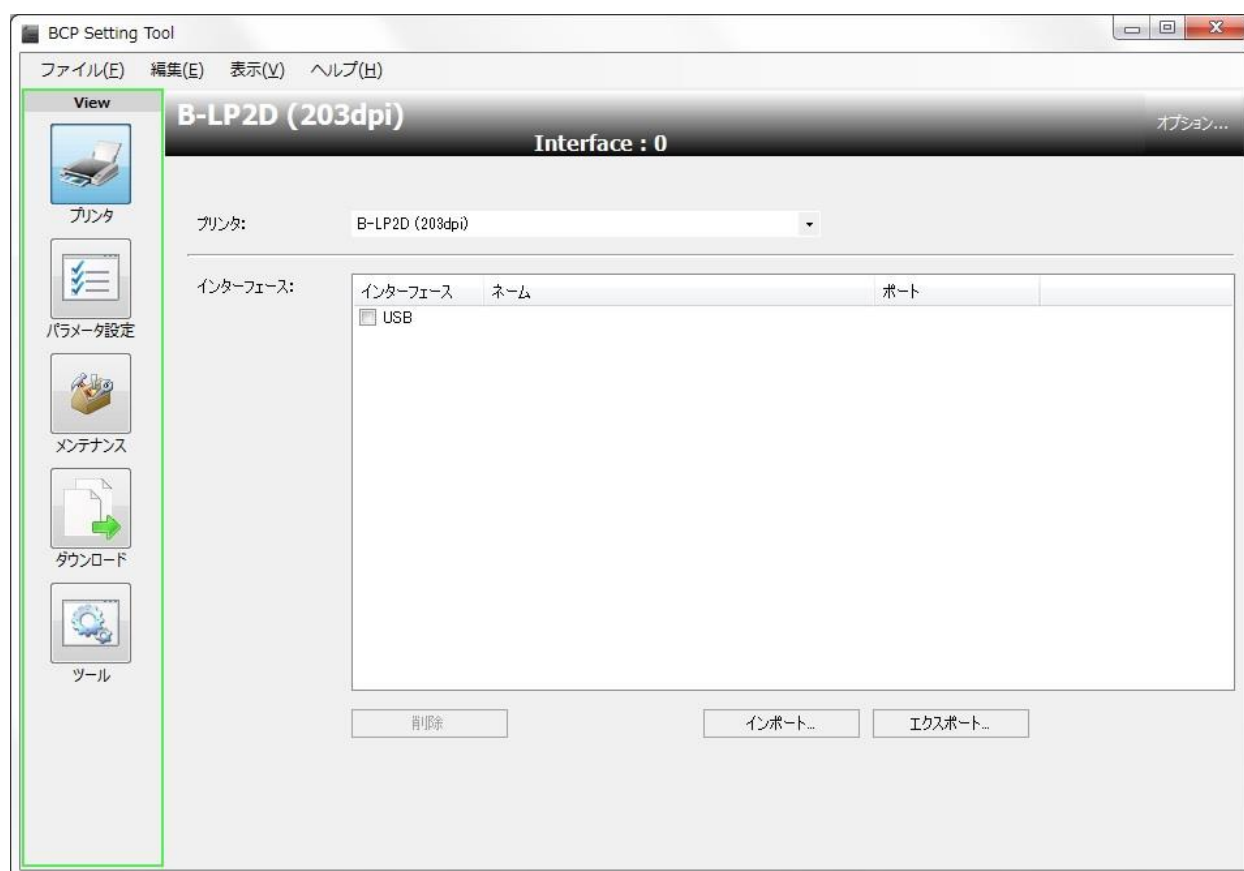 BCP Setting Tool
ファイル(F) 編集(E) 表示(V) ヘルプ(H)
View
プリンタ
パラメータ設定
メンテナンス
ダウンロード
ツール
B-LP2D (203dpi)
Interface : 0
オプション...
プリンタ:
B-LP2D (203dpi)
インターフェース:
インターフェース ネーム ポート
USB
削除 インポート... エクスポート...